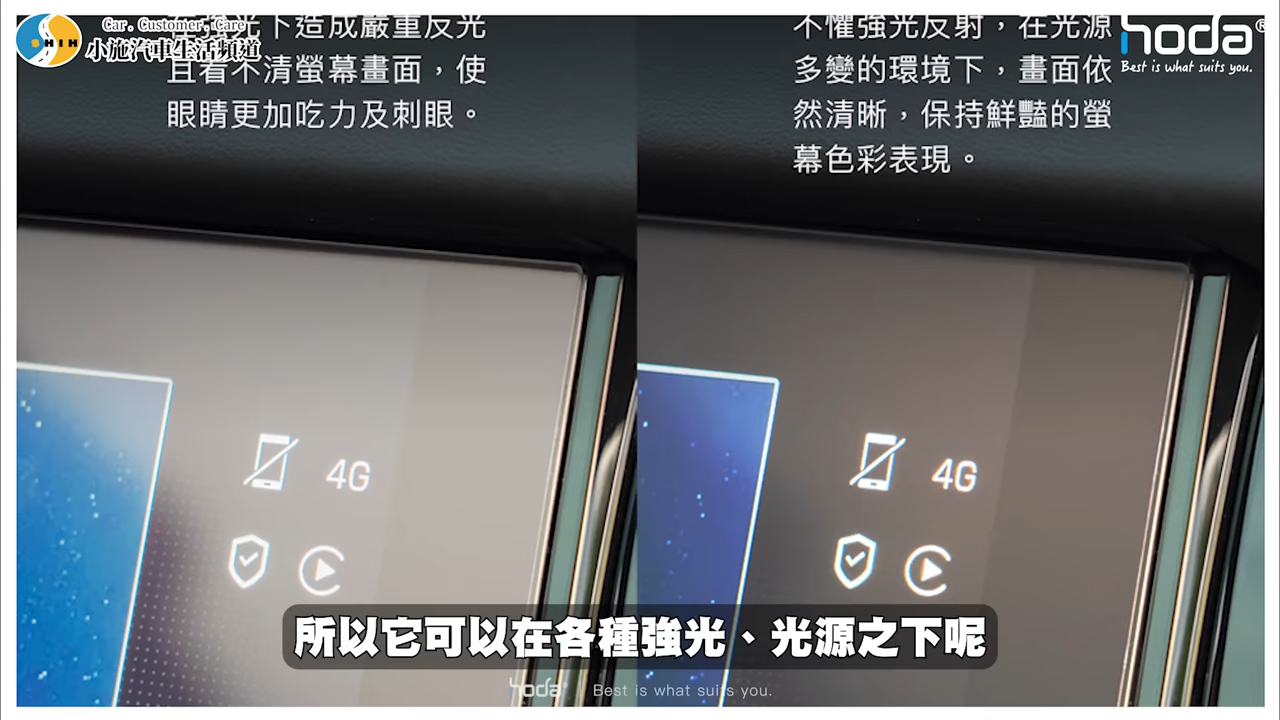 Car . Customer . Care
SHIH
小施汽車生活頻道
下造成嚴重反光
且看不清螢幕畫面，使
眼睛更加吃力及刺眼。
不懼強光反射，在光源
多變的環境下，畫面依
然清晰，保持鮮豔的螢
幕色彩表現。
hoda®
Best is what suits you.
4G
4G
所以它可以在各種強光、光源之下呢
hoda®
Best is what suits you.